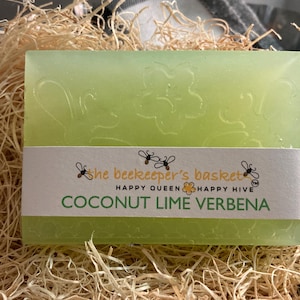 the beekeeper's basket
HAPPY QUEEN HAPPY HIVE
COCONUT LIME VERBENA